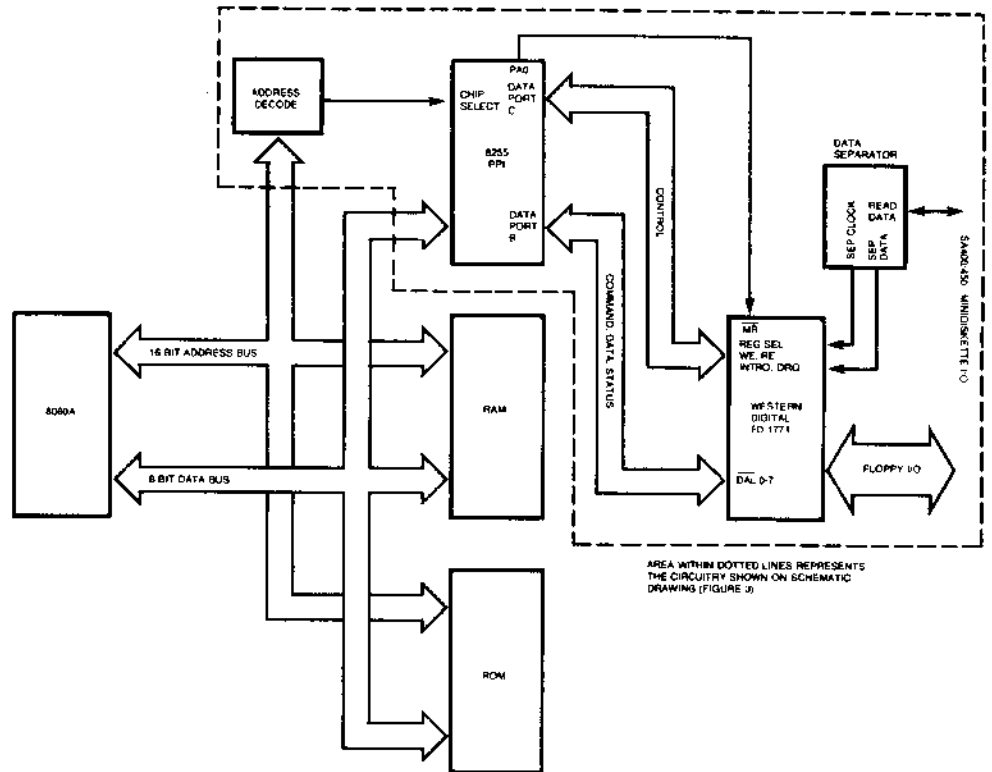 ADDRESS
DECODE
PA0
CHIP
SELECT
DATA
PORT
C
8255
PPI
DATA
PORT
B
CONTROL
COMMAND, DATA, STATUS
DATA
SEPARATOR
SEP CLOCK
SEP
DATA
READ
DATA
SA400/450 MINIDISKETTE I/O
8080A
16 BIT ADDRESS BUS
8 BIT DATA BUS
RAM
ROM
MR
REG SEL
WE, RE
INTRO, DRQ
WESTERN
DIGITAL
FD 1771
DAL 0-7
FLOPPY I/O
AREA WITHIN DOTTED LINES REPRESENTS
THE CIRCUITRY SHOWN ON SCHEMATIC
DRAWING (FIGURE 3)